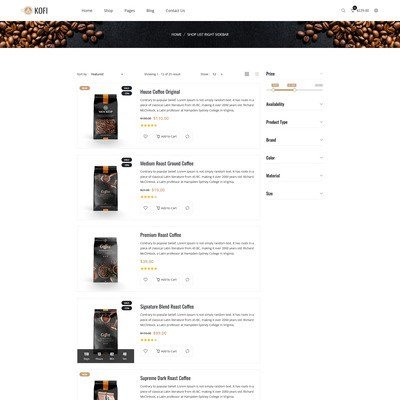 KOFI
Home Shop Pages Blog Contact Us
HOME / SHOP LIST RIGHT SIDEBAR
Sort by Featured Showing 1 - 12 of 25 result Show 12
Price
House Coffee Original
Contrary to popular belief, Lorem Ipsum is not simply random text. It has roots in a
piece of classical Latin literature from 45 BC, making it over 2000 years old. Richard
McClintock, a Latin professor at Hampden-Sydney College in Virginia,
$110.00
Add to Cart
Availability
Product Type
Brand
Color
Material
Size
Medium Roast Ground Coffee
Contrary to popular belief, Lorem Ipsum is not simply random text. It has roots in a
piece of classical Latin literature from 45 BC, making it over 2000 years old. Richard
McClintock, a Latin professor at Hampden-Sydney College in Virginia,
$19.00
Add to Cart
Premium Roast Coffee
Contrary to popular belief, Lorem Ipsum is not simply random text. It has roots in a
piece of classical Latin literature from 45 BC, making it over 2000 years old. Richard
McClintock, a Latin professor at Hampden-Sydney College in Virginia,
$39.00
Add to Cart
Signature Blend Roast Coffee
Contrary to popular belief, Lorem Ipsum is not simply random text. It has roots in a
piece of classical Latin literature from 45 BC, making it over 2000 years old. Richard
McClintock, a Latin professor at Hampden-Sydney College in Virginia,
$99.00
Add to Cart
Supreme Dark Roast Coffee
Contrary to popular belief, Lorem Ipsum is not simply random text. It has roots in a
piece of classical Latin literature from 45 BC, making it over 2000 years old. Richard
McClintock, a Latin professor at Hampden-Sydney College in Virginia,